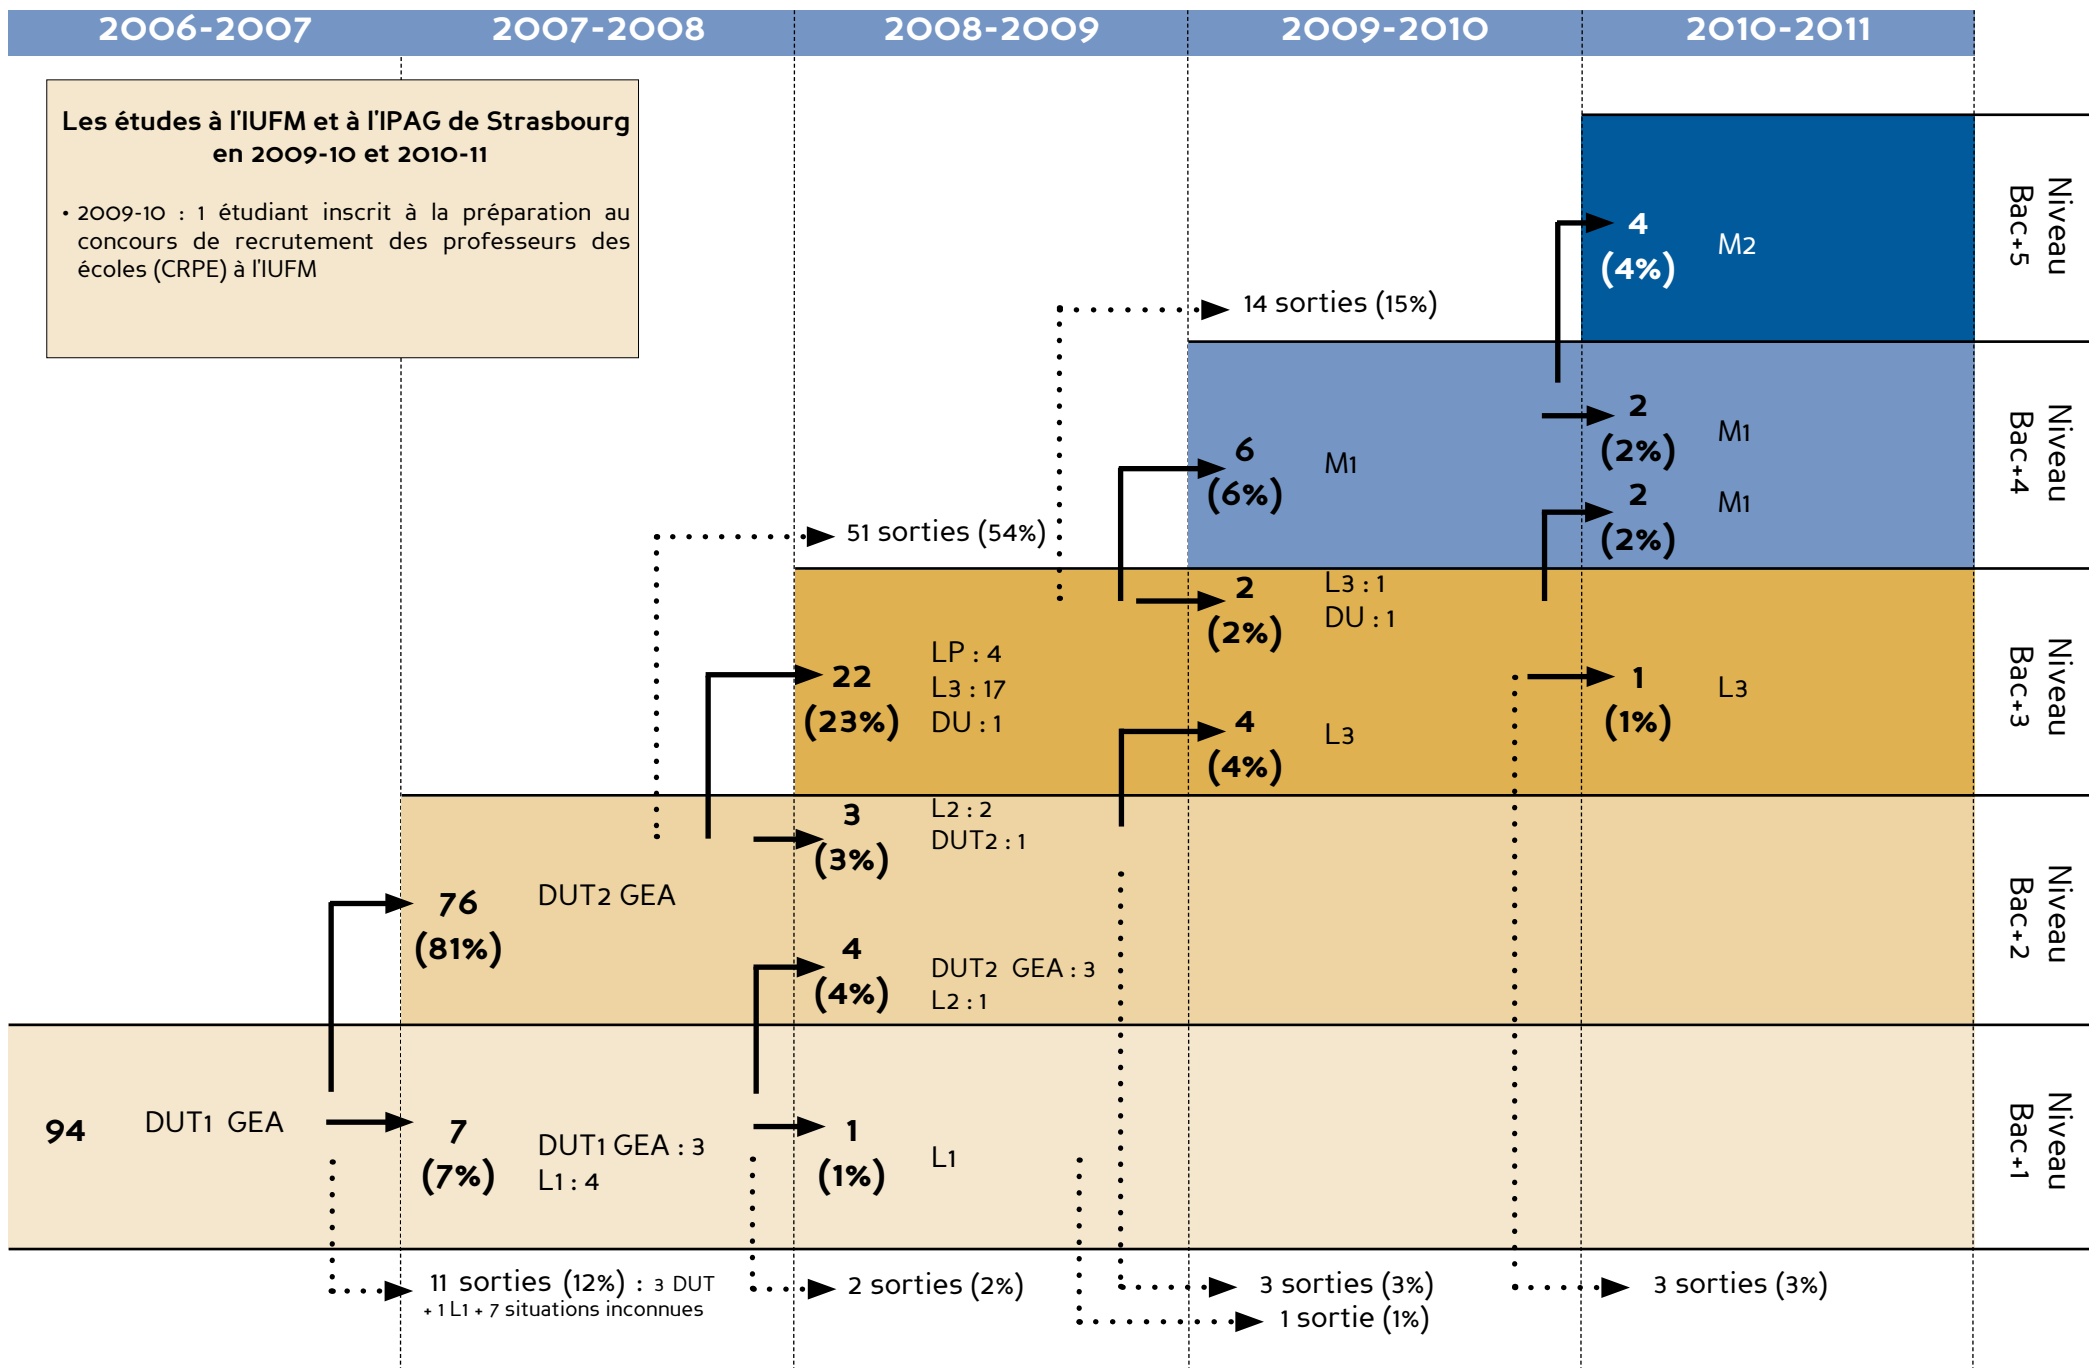 2006-2007
2007-2008
2008-2009
2009-2010
2010-2011
Les études à l'IUFM et à l'IPAG de Strasbourg
en 2009-10 et 2010-11
• 2009-10 : 1 étudiant inscrit à la préparation au
concours de recrutement des professeurs des
écoles (CRPE) à l'IUFM
4
(4%)
M2
Niveau
Bac+5
14 sorties (15%)
6
(6%)
M1
2
(2%)
M1
2
(2%)
M1
Niveau
Bac+4
51 sorties (54%)
22
(23%)
LP : 4
L3 : 17
DU : 1
2
(2%)
L3 : 1
DU : 1
4
(4%)
L3
1
(1%)
L3
Niveau
Bac+3
76
(81%)
DUT2 GEA
3
(3%)
L2 : 2
DUT2 : 1
4
(4%)
DUT2 GEA : 3
L2 : 1
Niveau
Bac+2
94
DUT1 GEA
7
(7%)
DUT1 GEA : 3
L1 : 4
1
(1%)
L1
Niveau
Bac+1
11 sorties (12%) : 3 DUT
+ 1 L1 + 7 situations inconnues
2 sorties (2%)
3 sorties (3%)
1 sortie (1%)
3 sorties (3%)